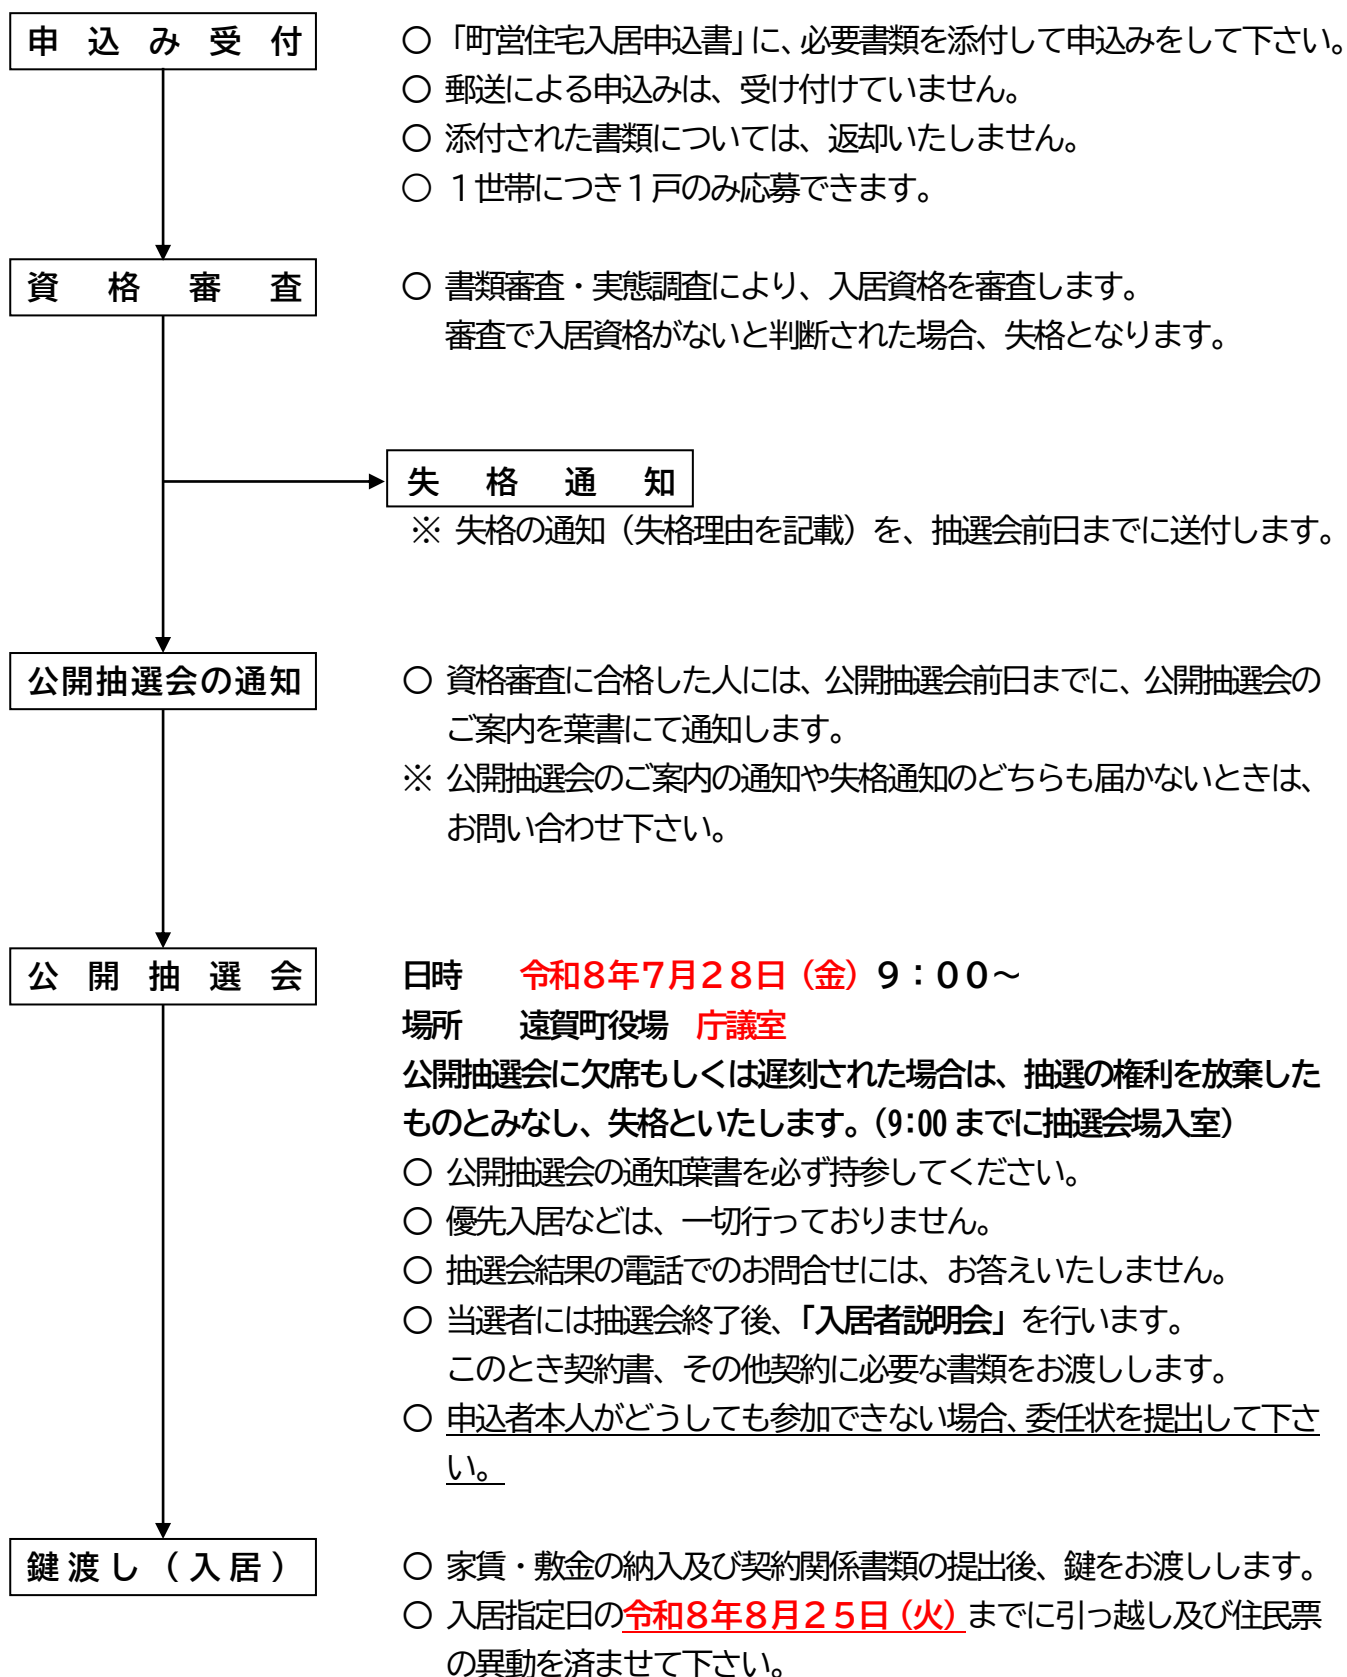 申込み受付
○ 「町営住宅入居申込書」に、必要書類を添付して申込みをして下さい。
○ 郵送による申込みは、受け付けていません。
○ 添付された書類については、返却いたしません。
○ １世帯につき１戸のみ応募できます。
資格審査
○ 書類審査・実態調査により、入居資格を審査します。
審査で入居資格がないと判断された場合、失格となります。
失格通知
※ 失格の通知（失格理由を記載）を、抽選会前日までに送付します。
公開抽選会の通知
○ 資格審査に合格した人には、公開抽選会前日までに、公開抽選会の
ご案内を葉書にて通知します。
※ 公開抽選会のご案内の通知や失格通知のどちらも届かないときは、
お問い合わせ下さい。
公開抽選会
日時　令和８年７月２８日（金）９：００～
場所　遠賀町役場　庁議室
公開抽選会に欠席もしくは遅刻された場合は、抽選の権利を放棄した
ものとみなし、失格といたします。（9:00 までに抽選会場入室）
○ 公開抽選会の通知葉書を必ず持参してください。
○ 優先入居などは、一切行っておりません。
○ 抽選会結果の電話でのお問合せには、お答えいたしません。
○ 当選者には抽選会終了後、「入居者説明会」を行います。
このとき契約書、その他契約に必要な書類をお渡しします。
○ 申込者本人がどうしても参加できない場合、委任状を提出して下さ
い。
鍵渡し（入居）
○ 家賃・敷金の納入及び契約関係書類の提出後、鍵をお渡しします。
○ 入居指定日の令和８年８月２５日（火）までに引っ越し及び住民票
の異動を済ませて下さい。